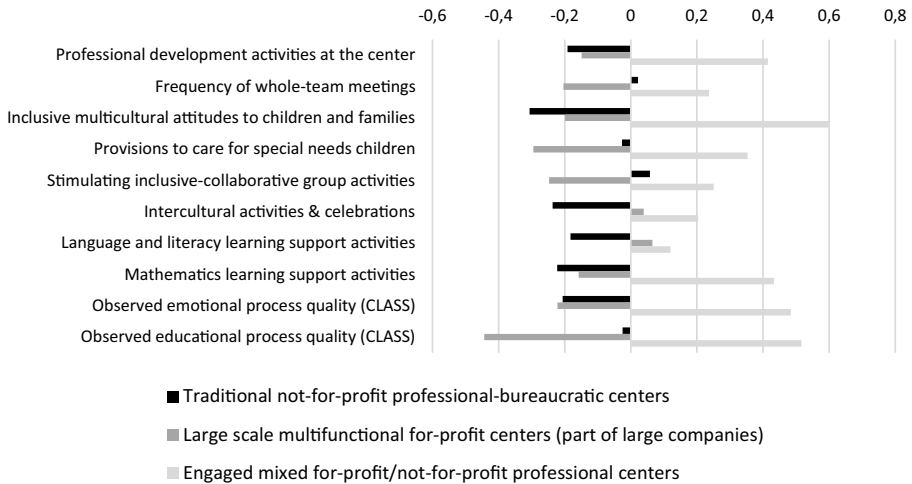 -0,6 -0,4 -0,2 0 0,2 0,4 0,6 0,8
Professional development activities at the center
Frequency of whole-team meetings
Inclusive multicultural attitudes to children and families
Provisions to care for special needs children
Stimulating inclusive-collaborative group activities
Intercultural activities & celebrations
Language and literacy learning support activities
Mathematics learning support activities
Observed emotional process quality (CLASS)
Observed educational process quality (CLASS)
Traditional not-for-profit professional-bureaucratic centers
Large scale multifunctional for-profit centers (part of large companies)
Engaged mixed for-profit/not-for-profit professional centers